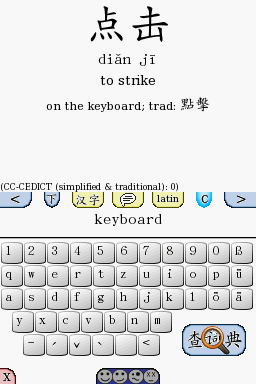 点击
diǎn jī
to strike
on the keyboard; trad: 點擊
(CC-CEDICT (simplified & traditional): 0)
< 下 汉字 latin C >
keyboard
1 2 3 4 5 6 7 8 9 0 ß
q w e r t z u i o p ü
a s d f g h j k l ö ä
y x c v b n m
- ˊ ˇ ˋ <
查词典
X